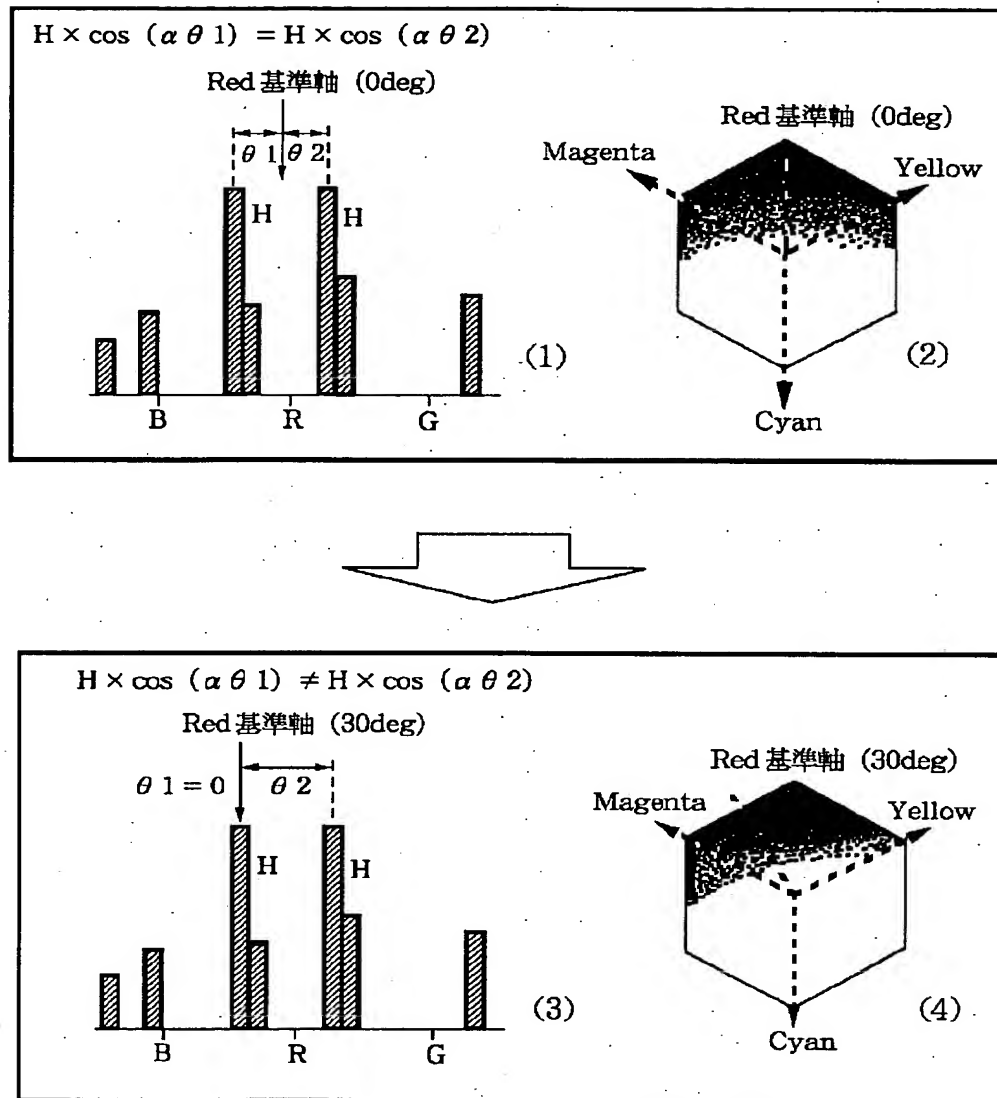 H × cos (α θ 1) = H × cos (α θ 2)
Red 基準軸 (0deg)
θ 1 θ 2
H H
B R G
(1)
Red 基準軸 (0deg)
Magenta
Yellow
Cyan
(2)
H × cos (α θ 1) ≠ H × cos (α θ 2)
Red 基準軸 (30deg)
θ 1 = 0 θ 2
H H
B R G
(3)
Red 基準軸 (30deg)
Magenta
Yellow
Cyan
(4)